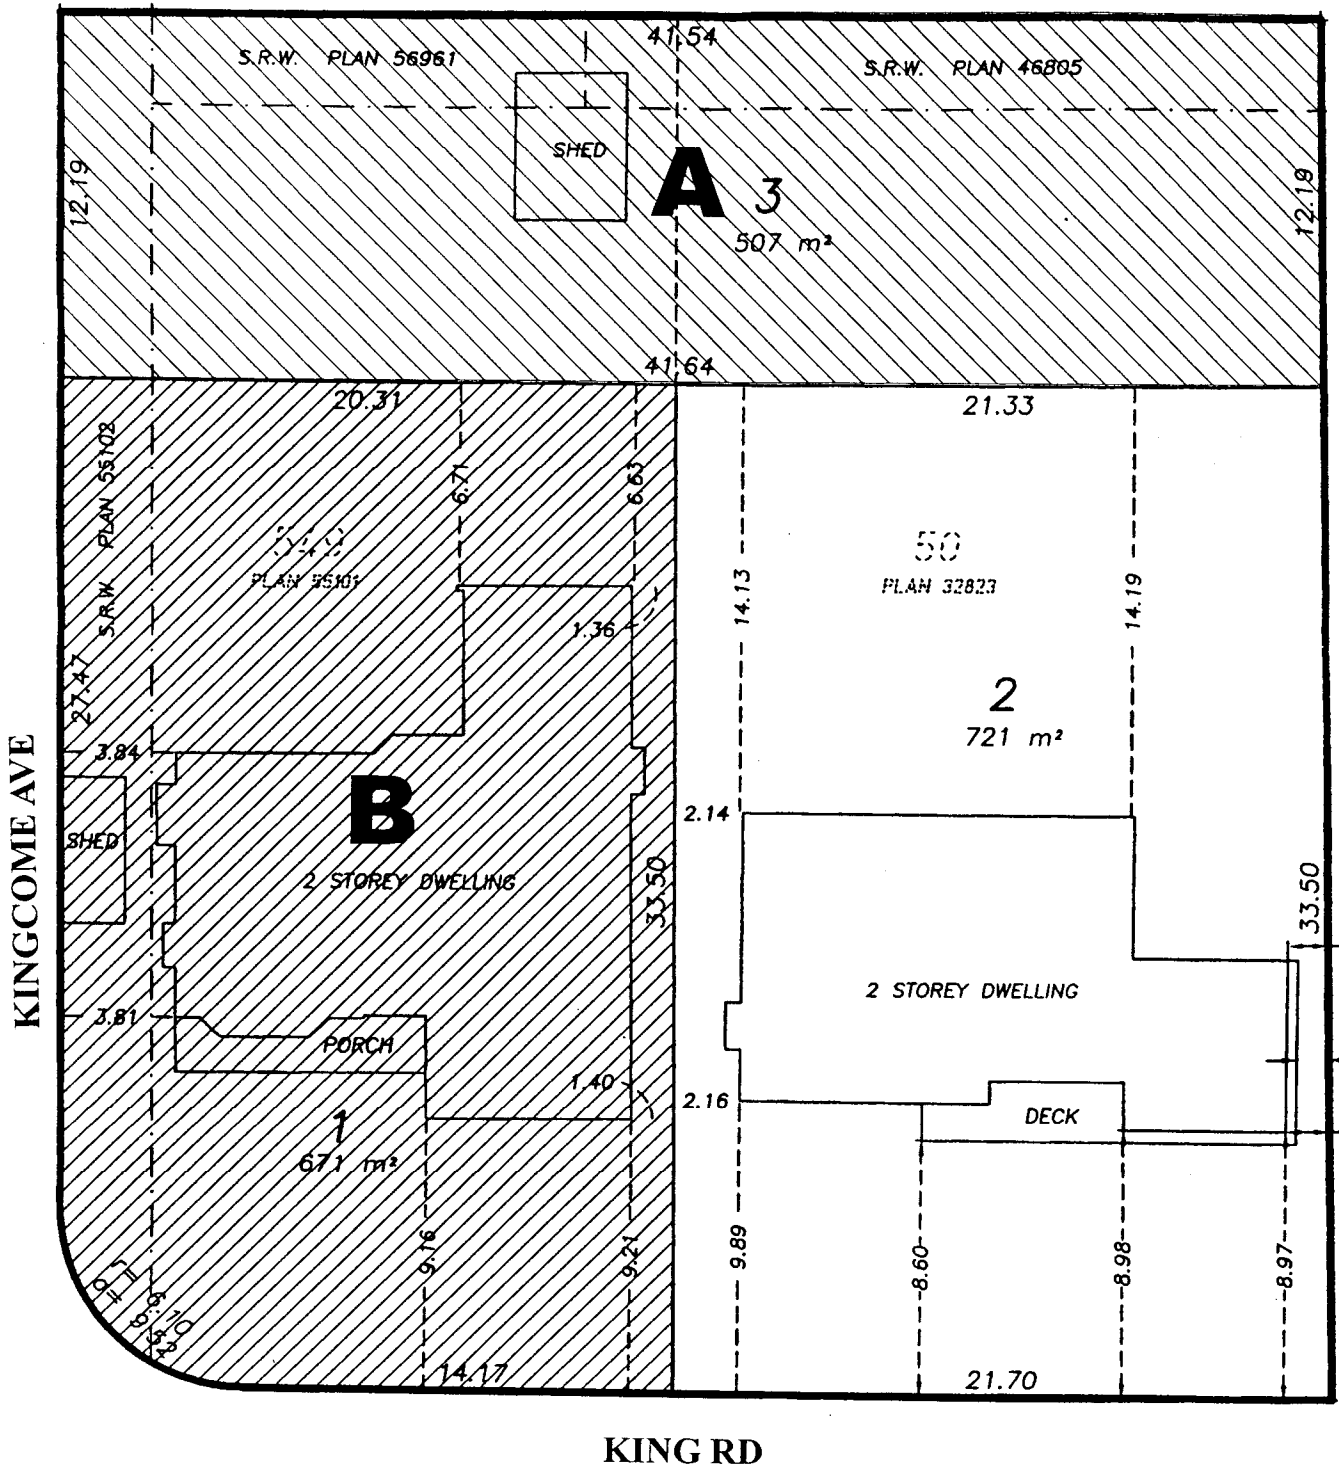 41.54
S.R.W. PLAN 56961
S.R.W. PLAN 46805
SHED
A
3
507 m²
12.19
12.19
41.64
20.31
21.33
S.R.W. PLAN 55102
6.71
6.63
PLAN 55101
50
PLAN 32823
14.13
14.19
1.36
27.47
2
721 m²
3.84
B
2.14
SHED
2 STOREY DWELLING
33.50
33.50
KINGCOME AVE
2 STOREY DWELLING
3.81
PORCH
1.40
2.16
DECK
1
671 m²
9.16
9.21
9.89
8.60
8.98
8.97
r= 6.10
a= 9.52
14.17
21.70
KING RD